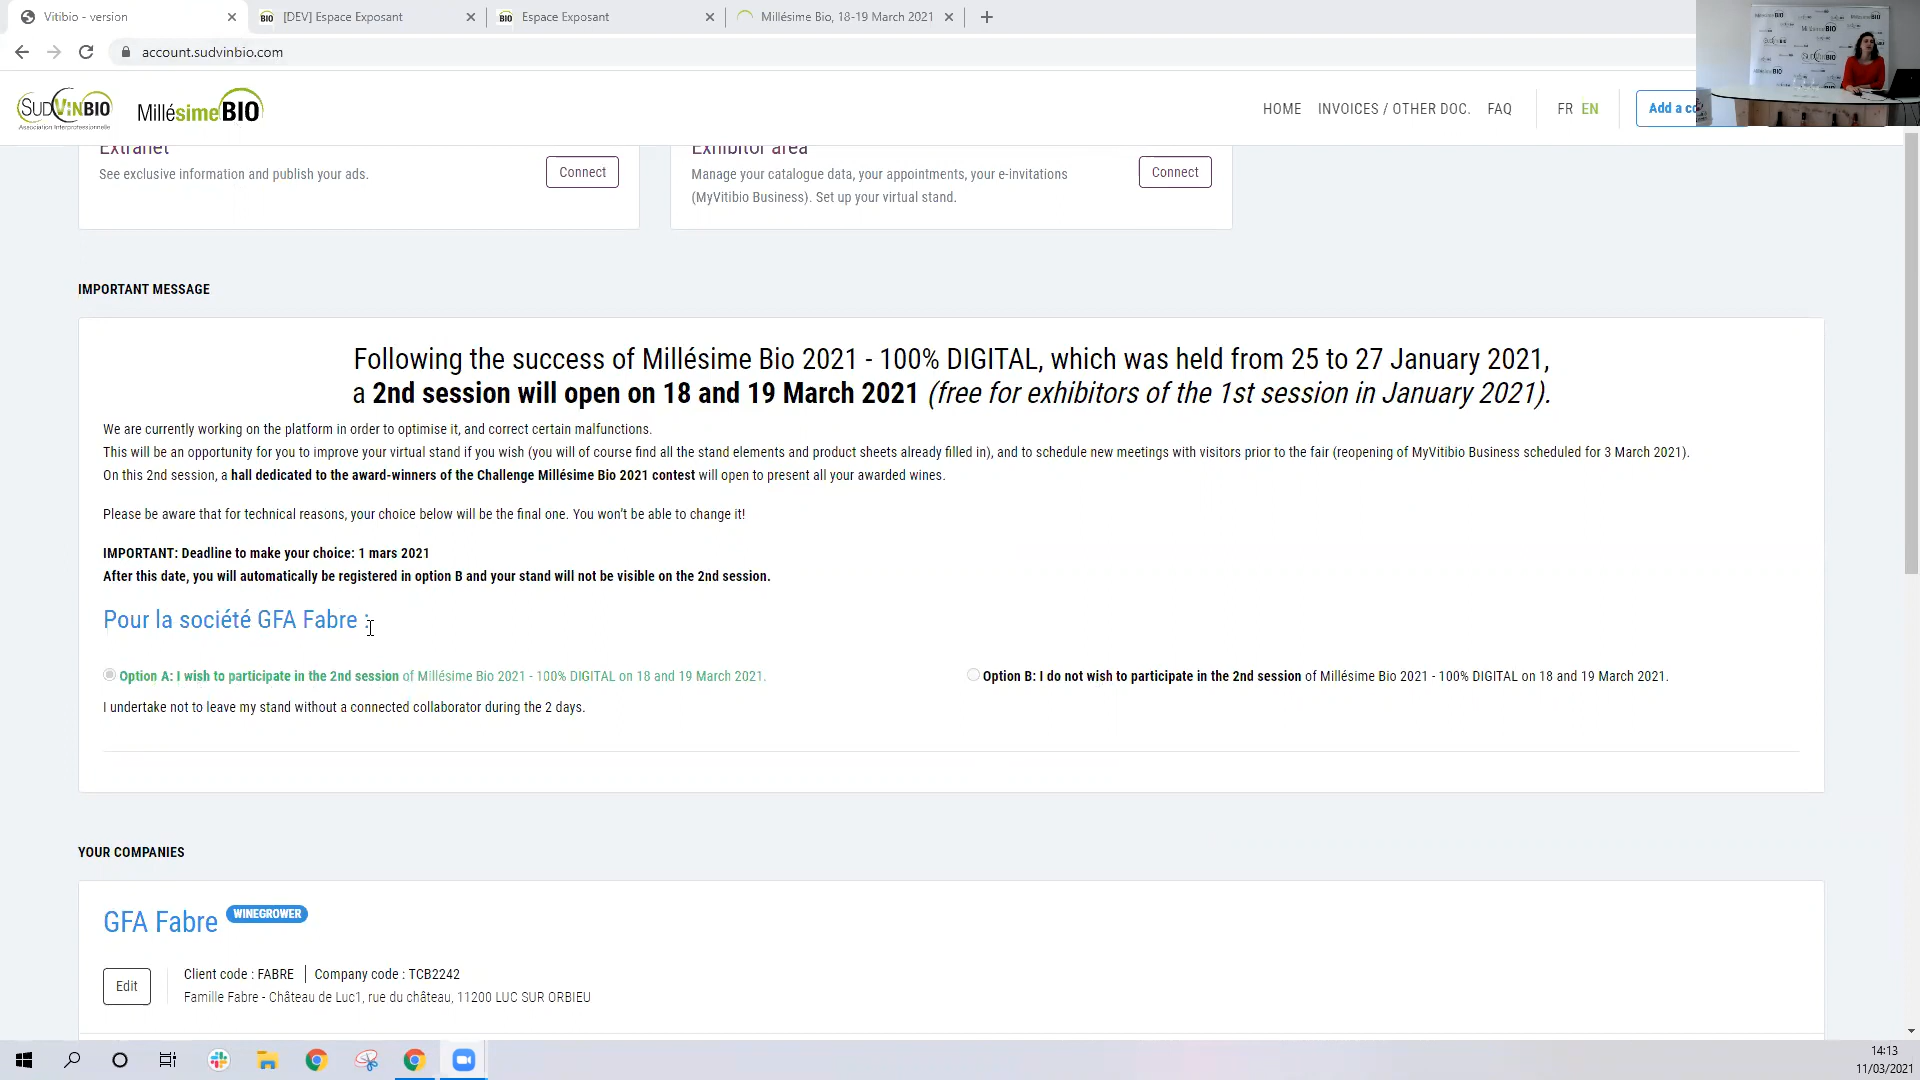 Vitibio - version
[DEV] Espace Exposant
Espace Exposant
Millésime Bio, 18-19 March 2021
account.sudvinbio.com
SUDVINBIO
Association Interprofessionnelle
MillésimeBIO
HOME
INVOICES / OTHER DOC.
FAQ
FR
EN
Add a co
Extranet
See exclusive information and publish your ads.
Connect
Exhibitor area
Manage your catalogue data, your appointments, your e-invitations
(MyVitibio Business). Set up your virtual stand.
Connect
IMPORTANT MESSAGE
Following the success of Millésime Bio 2021 - 100% DIGITAL, which was held from 25 to 27 January 2021,
a 2nd session will open on 18 and 19 March 2021 (free for exhibitors of the 1st session in January 2021).
We are currently working on the platform in order to optimise it, and correct certain malfunctions.
This will be an opportunity for you to improve your virtual stand if you wish (you will of course find all the stand elements and product sheets already filled in), and to schedule new meetings with visitors prior to the fair (reopening of MyVitibio Business scheduled for 3 March 2021).
On this 2nd session, a hall dedicated to the award-winners of the Challenge Millésime Bio 2021 contest will open to present all your awarded wines.
Please be aware that for technical reasons, your choice below will be the final one. You won't be able to change it!
IMPORTANT: Deadline to make your choice: 1 mars 2021
After this date, you will automatically be registered in option B and your stand will not be visible on the 2nd session.
Pour la société GFA Fabre :
Option A: I wish to participate in the 2nd session of Millésime Bio 2021 - 100% DIGITAL on 18 and 19 March 2021.
Option B: I do not wish to participate in the 2nd session of Millésime Bio 2021 - 100% DIGITAL on 18 and 19 March 2021.
I undertake not to leave my stand without a connected collaborator during the 2 days.
YOUR COMPANIES
GFA Fabre WINEGROWER
Edit
Client code : FABRE | Company code : TCB2242
Famille Fabre - Château de Luc1, rue du château, 11200 LUC SUR ORBIEU
14:13
11/03/2021